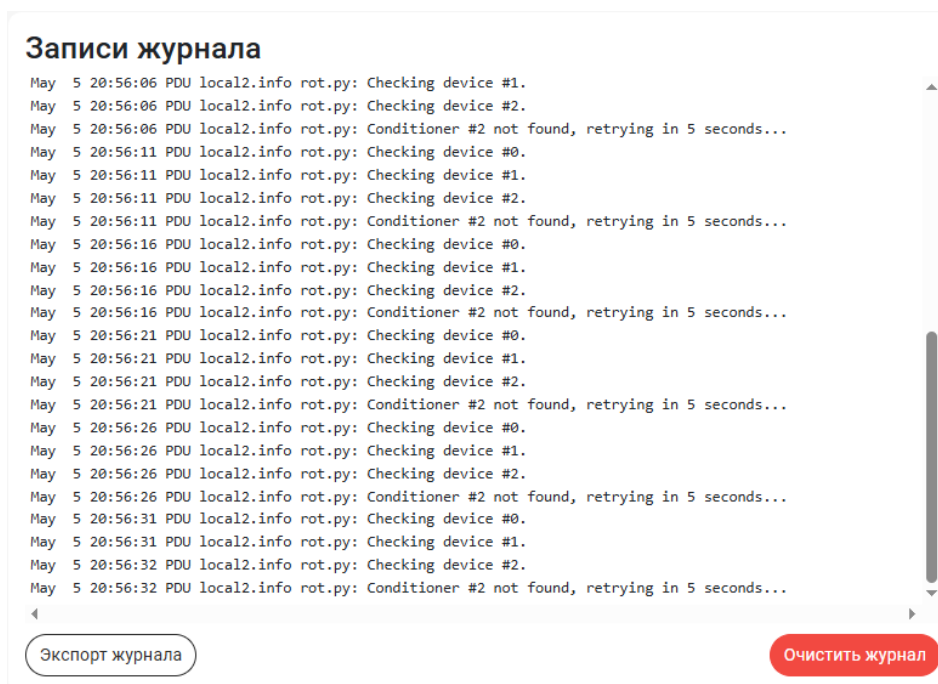 Записи журнала
May  5 20:56:06 PDU local2.info rot.py: Checking device #1.
May  5 20:56:06 PDU local2.info rot.py: Checking device #2.
May  5 20:56:06 PDU local2.info rot.py: Conditioner #2 not found, retrying in 5 seconds...
May  5 20:56:11 PDU local2.info rot.py: Checking device #0.
May  5 20:56:11 PDU local2.info rot.py: Checking device #1.
May  5 20:56:11 PDU local2.info rot.py: Checking device #2.
May  5 20:56:11 PDU local2.info rot.py: Conditioner #2 not found, retrying in 5 seconds...
May  5 20:56:16 PDU local2.info rot.py: Checking device #0.
May  5 20:56:16 PDU local2.info rot.py: Checking device #1.
May  5 20:56:16 PDU local2.info rot.py: Checking device #2.
May  5 20:56:16 PDU local2.info rot.py: Conditioner #2 not found, retrying in 5 seconds...
May  5 20:56:21 PDU local2.info rot.py: Checking device #0.
May  5 20:56:21 PDU local2.info rot.py: Checking device #1.
May  5 20:56:21 PDU local2.info rot.py: Checking device #2.
May  5 20:56:21 PDU local2.info rot.py: Conditioner #2 not found, retrying in 5 seconds...
May  5 20:56:26 PDU local2.info rot.py: Checking device #0.
May  5 20:56:26 PDU local2.info rot.py: Checking device #1.
May  5 20:56:26 PDU local2.info rot.py: Checking device #2.
May  5 20:56:26 PDU local2.info rot.py: Conditioner #2 not found, retrying in 5 seconds...
May  5 20:56:31 PDU local2.info rot.py: Checking device #0.
May  5 20:56:31 PDU local2.info rot.py: Checking device #1.
May  5 20:56:32 PDU local2.info rot.py: Checking device #2.
May  5 20:56:32 PDU local2.info rot.py: Conditioner #2 not found, retrying in 5 seconds...
Экспорт журнала
Очистить журнал